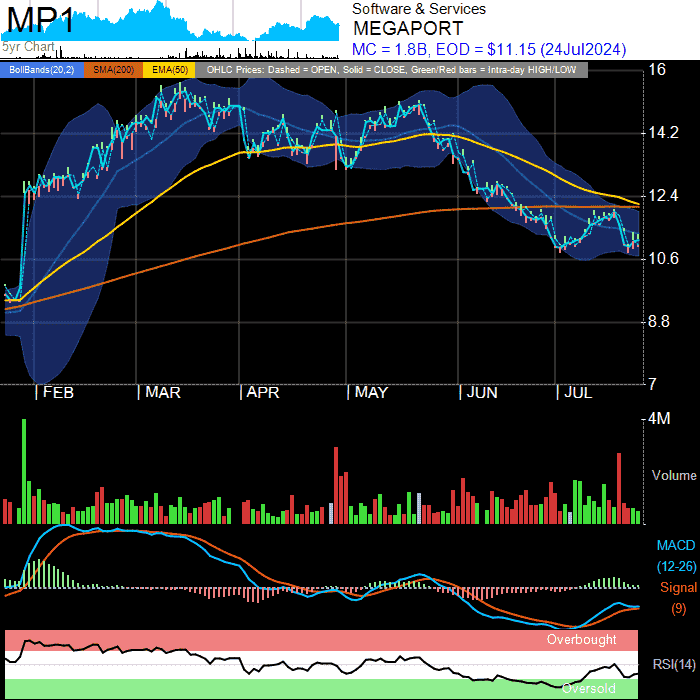 MP1
5yr Chart
Software & Services
MEGAPORT
MC = 1.8B, EOD = $11.15 (24Jul2024)
BollBands(20,2) SMA(200) EMA(50) OHLC Prices: Dashed = OPEN, Solid = CLOSE, Green/Red bars = Intra-day HIGH/LOW
16
14.2
12.4
10.6
8.8
7
FEB MAR APR MAY JUN JUL
4M
Volume
MACD
(12-26)
Signal
(9)
Overbought
RSI(14)
Oversold